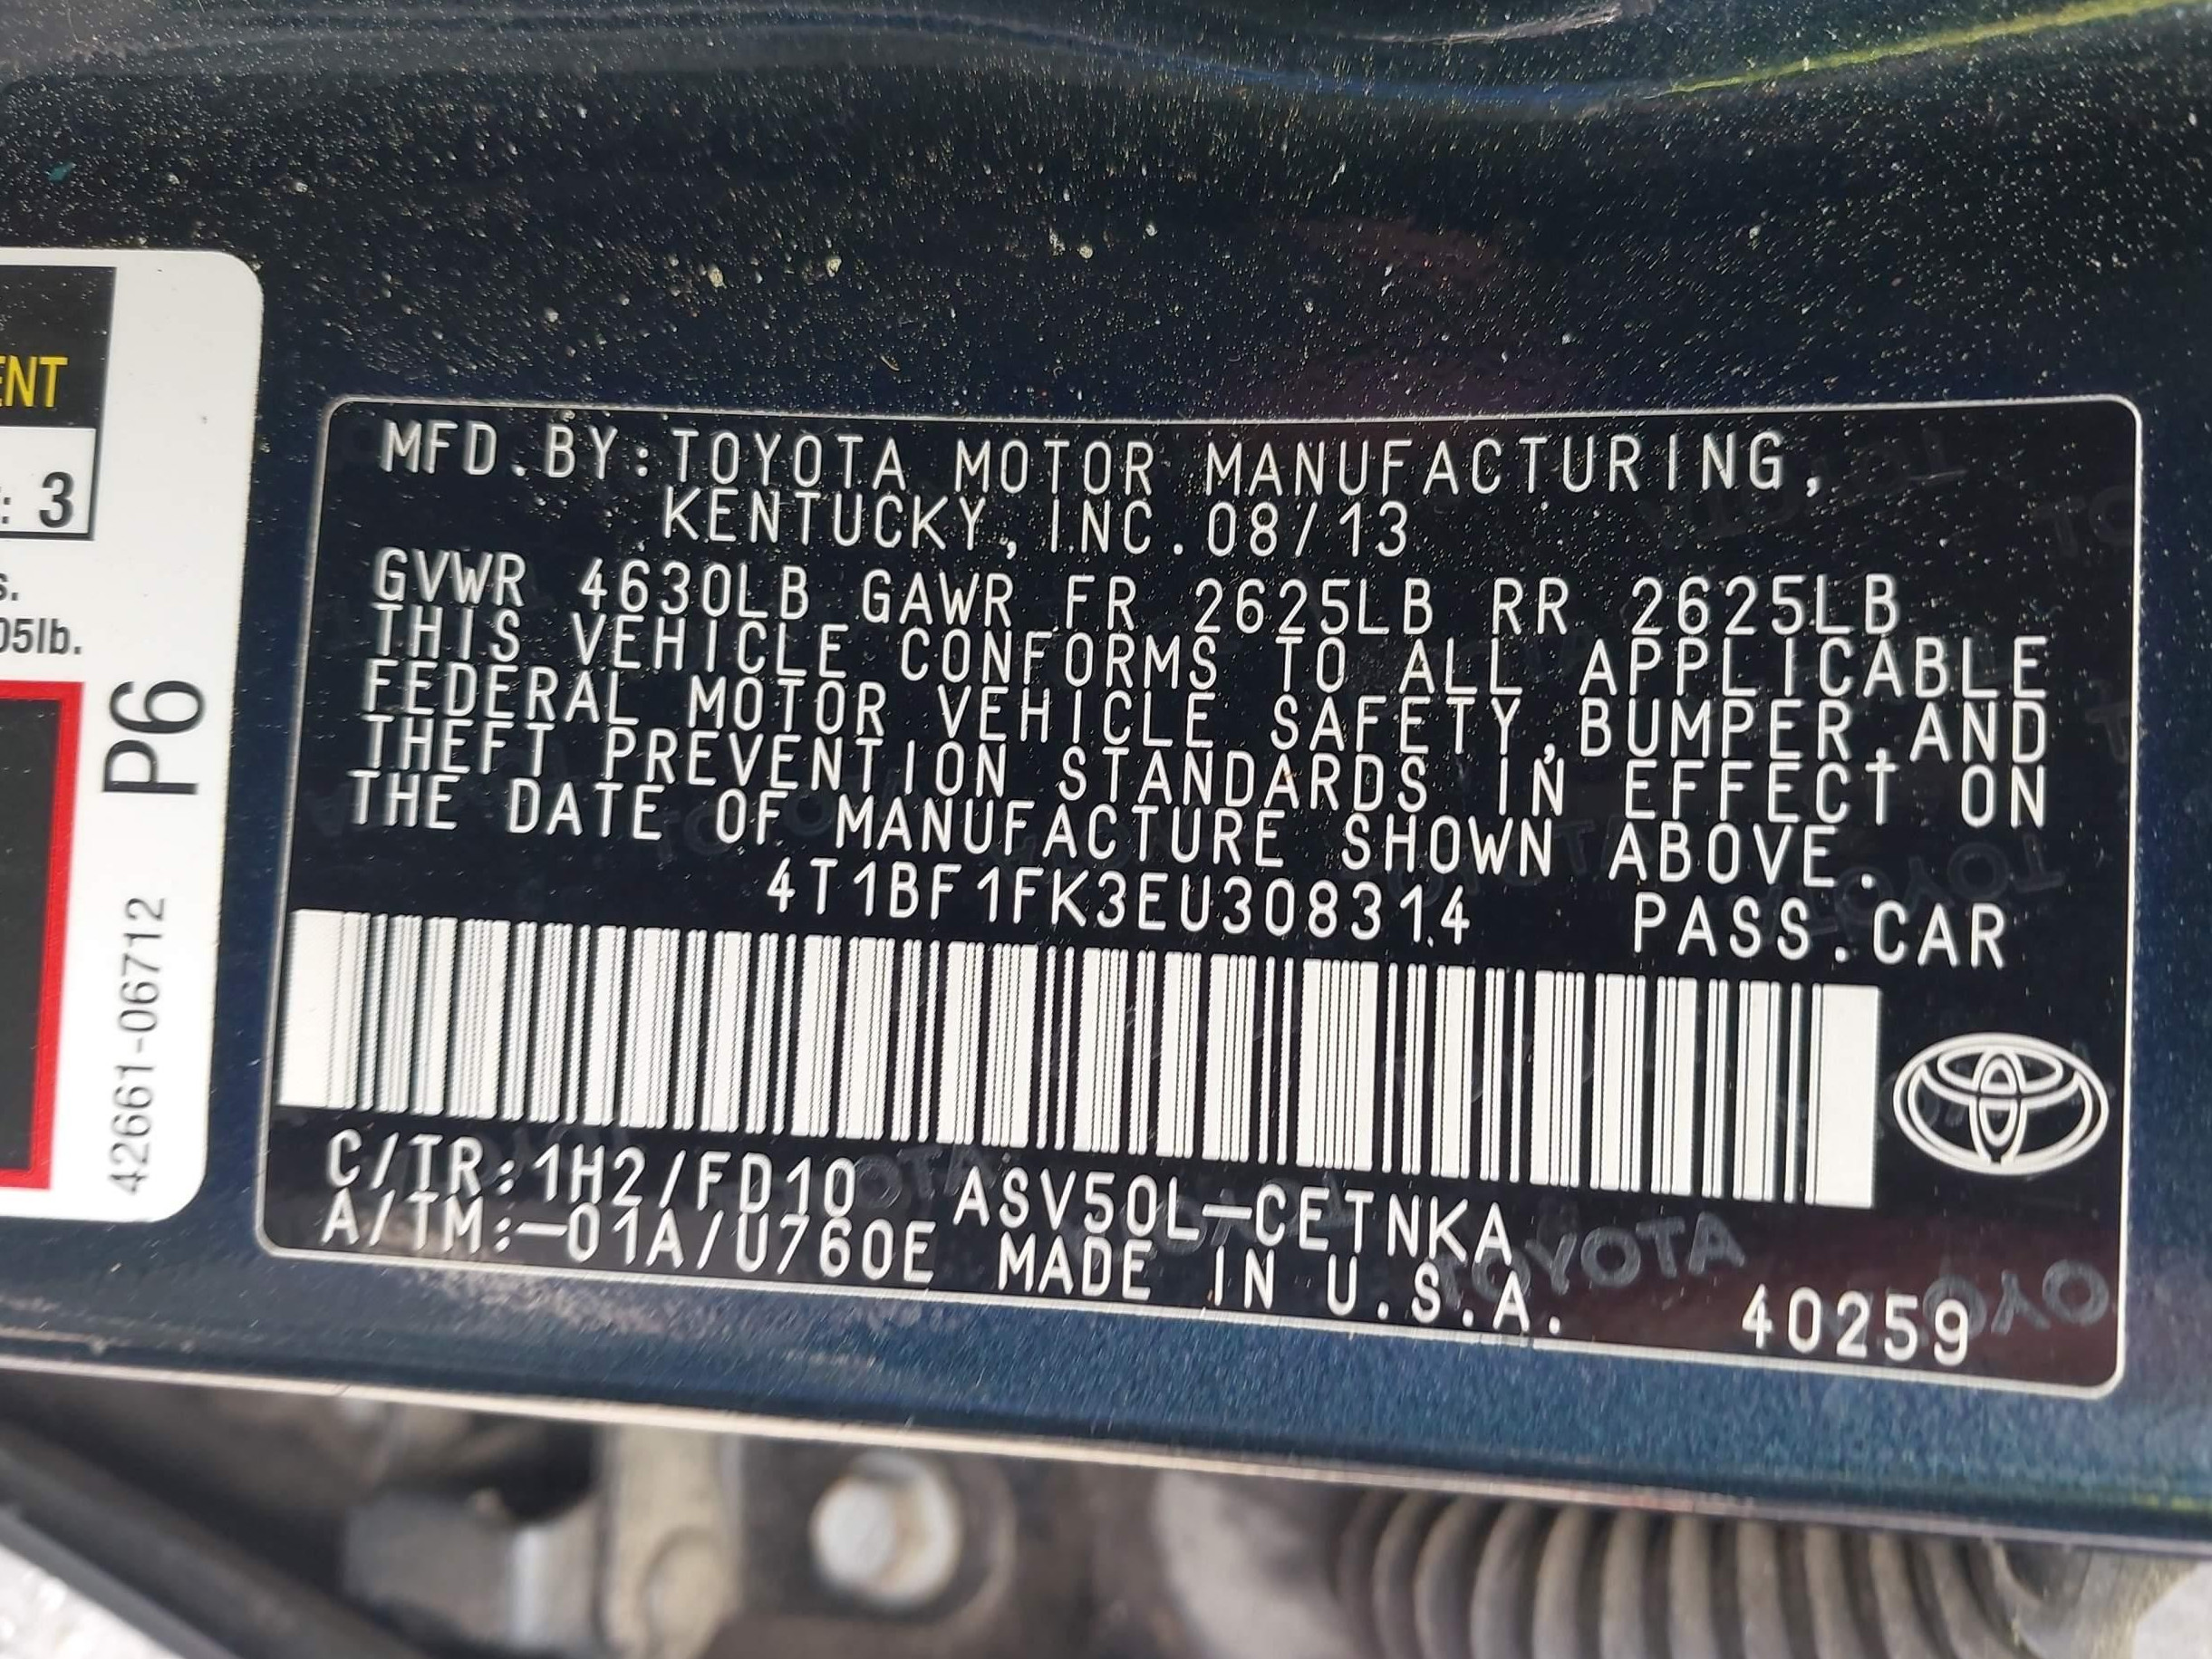 ENT
: 3
s.
05lb.
P6
42661-06712
MFD.BY:TOYOTA MOTOR MANUFACTURING,
KENTUCKY, INC. 08/13
GVWR 4630LB GAWR FR 2625LB RR 2625LB
THIS VEHICLE CONFORMS TO ALL APPLICABLE
FEDERAL MOTOR VEHICLE SAFETY,BUMPER,AND
THEFT PREVENTION STANDARDS IN EFFECT ON
THE DATE OF MANUFACTURE SHOWN ABOVE.
4T1BF1FK3EU308314 PASS.CAR
C/TR:1H2/FD10 ASV50L-CETNKA
A/TM:-01A/U760E MADE IN U.S.A. 40259
TOYOTA